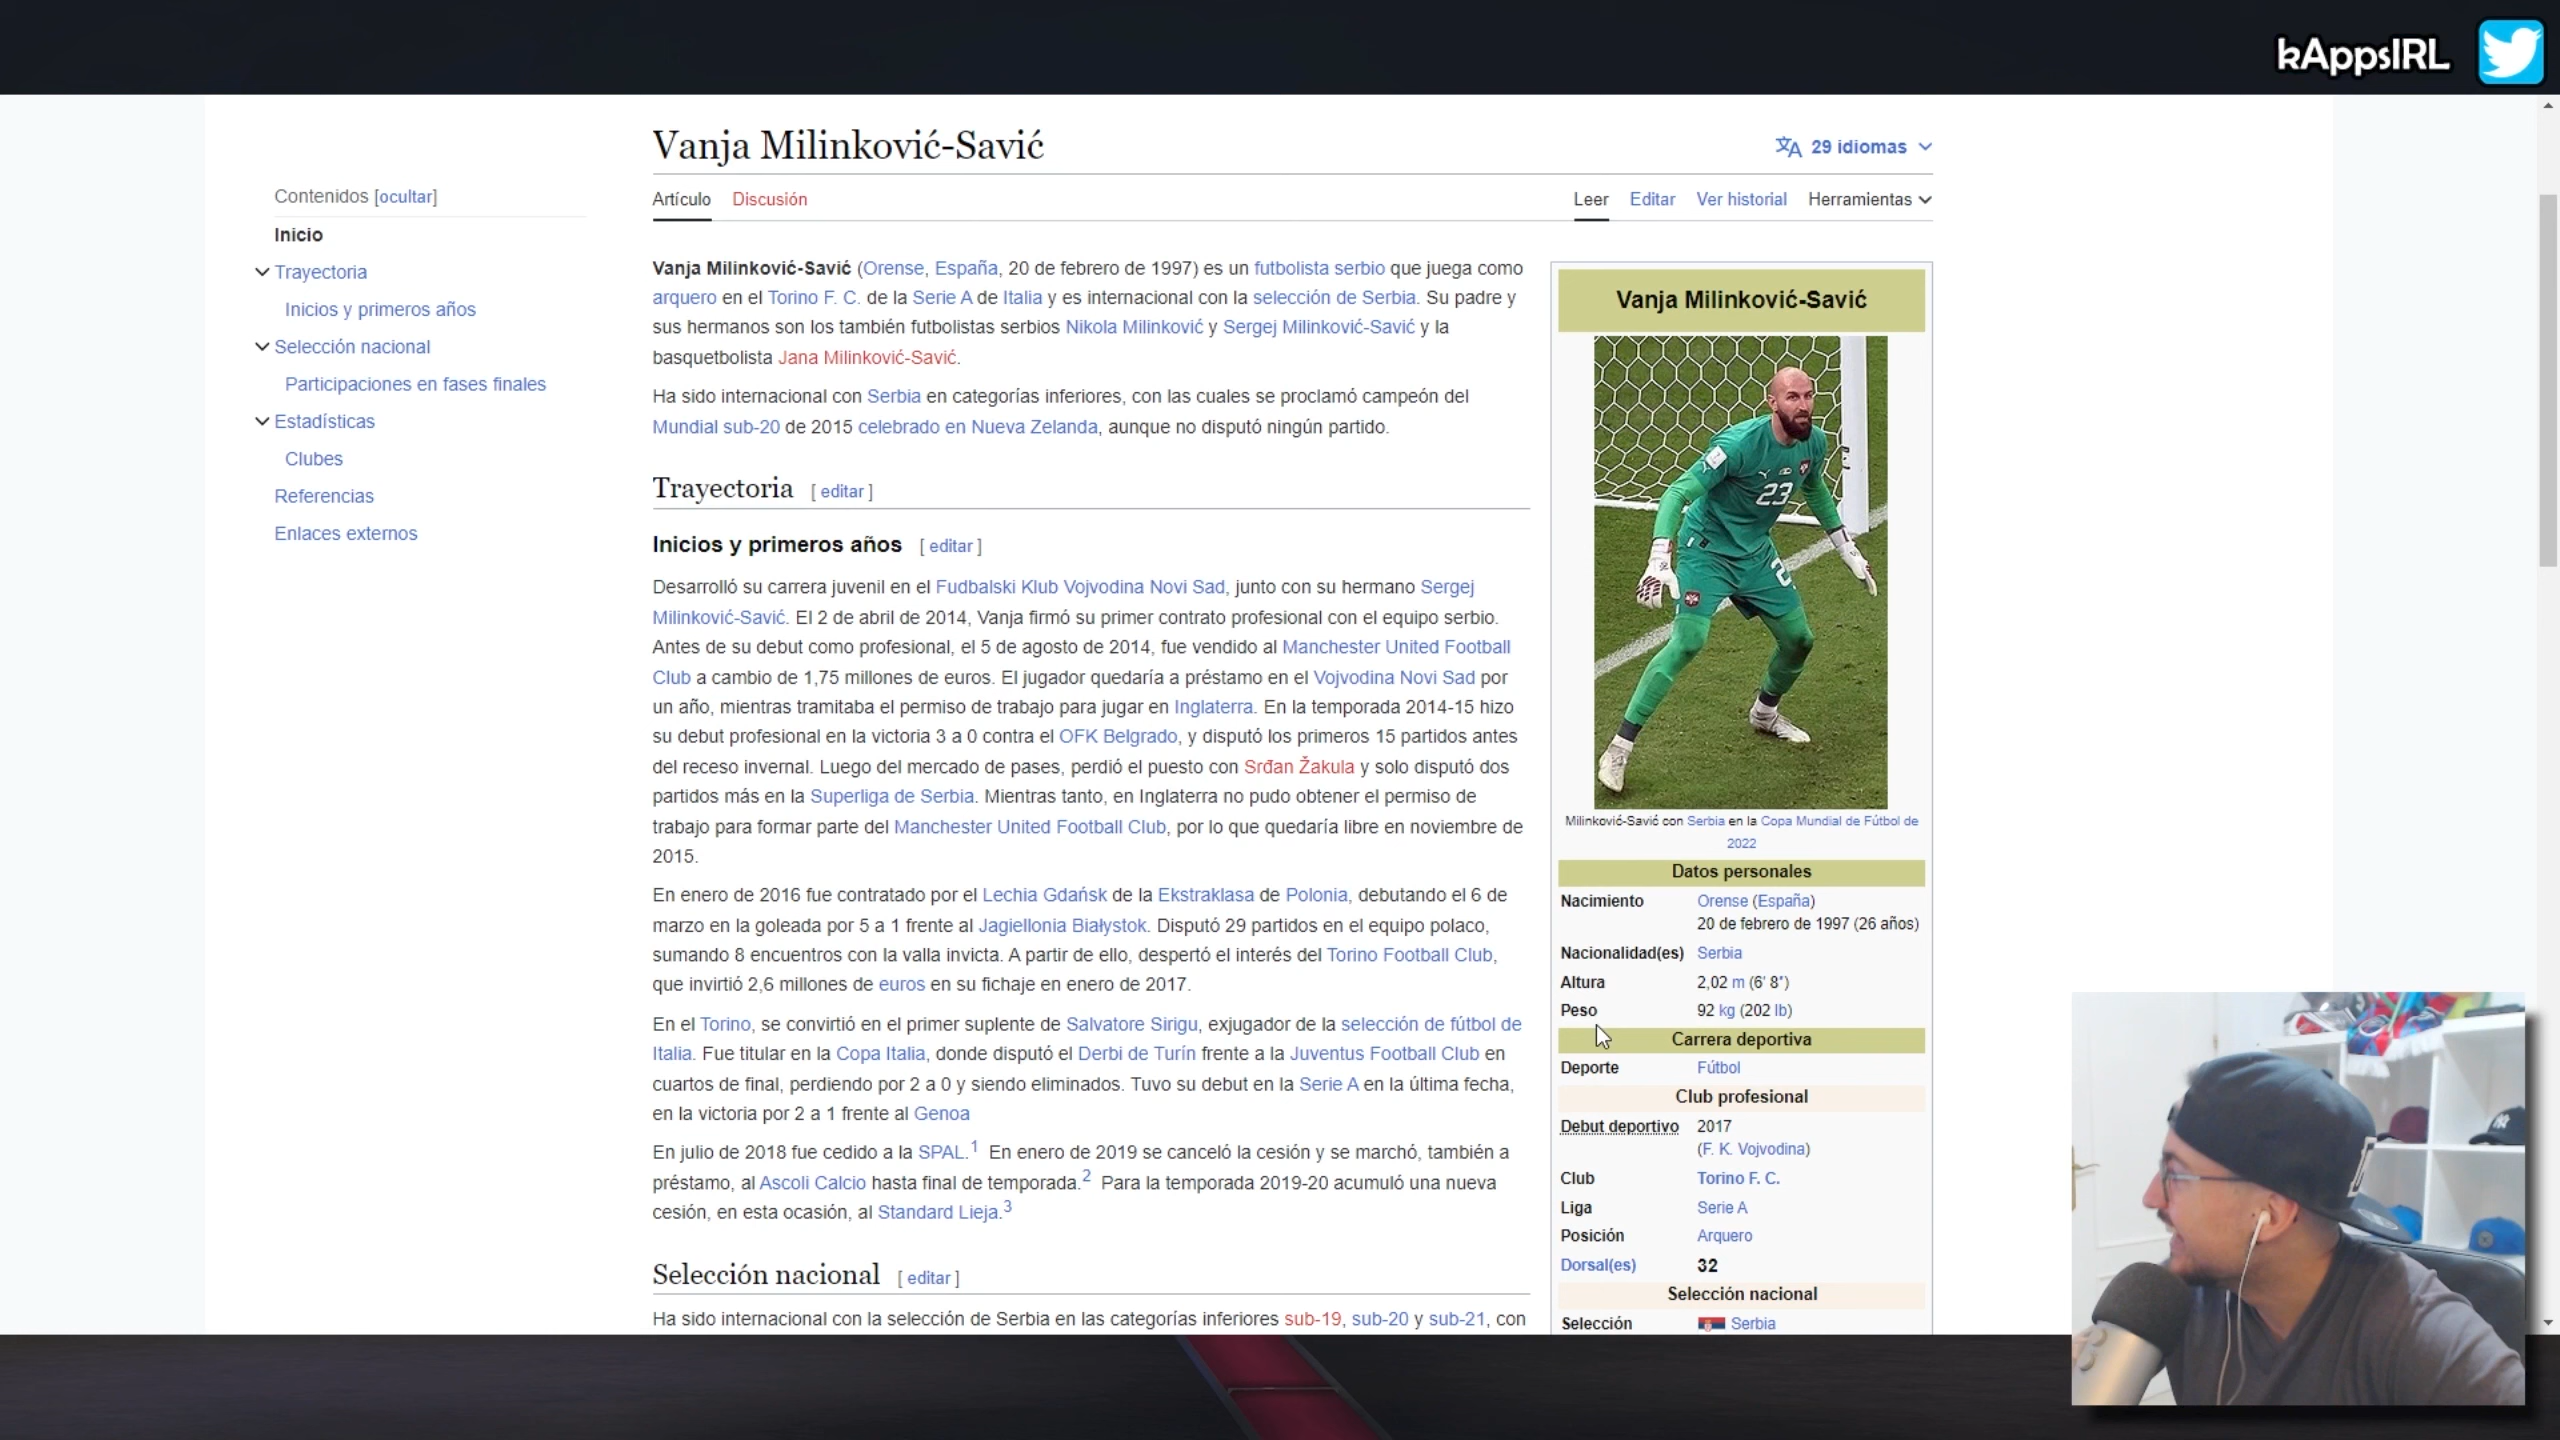 kAppsIRL
Vanja Milinković-Savić
29 idiomas
Contenidos [ocultar]
Inicio
Trayectoria
Inicios y primeros años
Selección nacional
Participaciones en fases finales
Estadísticas
Clubes
Referencias
Enlaces externos
Artículo Discusión
Leer Editar Ver historial Herramientas
Vanja Milinković-Savić (Orense, España, 20 de febrero de 1997) es un futbolista serbio que juega como
arquero en el Torino F. C. de la Serie A de Italia y es internacional con la selección de Serbia. Su padre y
sus hermanos son los también futbolistas serbios Nikola Milinković y Sergej Milinković-Savić y la
basquetbolista Jana Milinković-Savić.
Ha sido internacional con Serbia en categorías inferiores, con las cuales se proclamó campeón del
Mundial sub-20 de 2015 celebrado en Nueva Zelanda, aunque no disputó ningún partido.
Trayectoria [ editar ]
Inicios y primeros años [ editar ]
Desarrolló su carrera juvenil en el Fudbalski Klub Vojvodina Novi Sad, junto con su hermano Sergej
Milinković-Savić. El 2 de abril de 2014, Vanja firmó su primer contrato profesional con el equipo serbio.
Antes de su debut como profesional, el 5 de agosto de 2014, fue vendido al Manchester United Football
Club a cambio de 1,75 millones de euros. El jugador quedaría a préstamo en el Vojvodina Novi Sad por
un año, mientras tramitaba el permiso de trabajo para jugar en Inglaterra. En la temporada 2014-15 hizo
su debut profesional en la victoria 3 a 0 contra el OFK Belgrado, y disputó los primeros 15 partidos antes
del receso invernal. Luego del mercado de pases, perdió el puesto con Srđan Žakula y solo disputó dos
partidos más en la Superliga de Serbia. Mientras tanto, en Inglaterra no pudo obtener el permiso de
trabajo para formar parte del Manchester United Football Club, por lo que quedaría libre en noviembre de
2015.
En enero de 2016 fue contratado por el Lechia Gdańsk de la Ekstraklasa de Polonia, debutando el 6 de
marzo en la goleada por 5 a 1 frente al Jagiellonia Białystok. Disputó 29 partidos en el equipo polaco,
sumando 8 encuentros con la valla invicta. A partir de ello, despertó el interés del Torino Football Club,
que invirtió 2,6 millones de euros en su fichaje en enero de 2017.
En el Torino, se convirtió en el primer suplente de Salvatore Sirigu, exjugador de la selección de fútbol de
Italia. Fue titular en la Copa Italia, donde disputó el Derbi de Turín frente a la Juventus Football Club en
cuartos de final, perdiendo por 2 a 0 y siendo eliminados. Tuvo su debut en la Serie A en la última fecha,
en la victoria por 2 a 1 frente al Genoa
En julio de 2018 fue cedido a la SPAL.1 En enero de 2019 se canceló la cesión y se marchó, también a
préstamo, al Ascoli Calcio hasta final de temporada.2 Para la temporada 2019-20 acumuló una nueva
cesión, en esta ocasión, al Standard Lieja.3
Selección nacional [ editar ]
Ha sido internacional con la selección de Serbia en las categorías inferiores sub-19, sub-20 y sub-21, con
Vanja Milinković-Savić
23
2
Milinković-Savić con Serbia en la Copa Mundial de Fútbol de
2022
Datos personales
Nacimiento Orense (España)
20 de febrero de 1997 (26 años)
Nacionalidad(es) Serbia
Altura 2,02 m (6′ 8″)
Peso 92 kg (202 lb)
Carrera deportiva
Deporte Fútbol
Club profesional
Debut deportivo 2017
(F. K. Vojvodina)
Club Torino F. C.
Liga Serie A
Posición Arquero
Dorsal(es) 32
Selección nacional
Selección Serbia